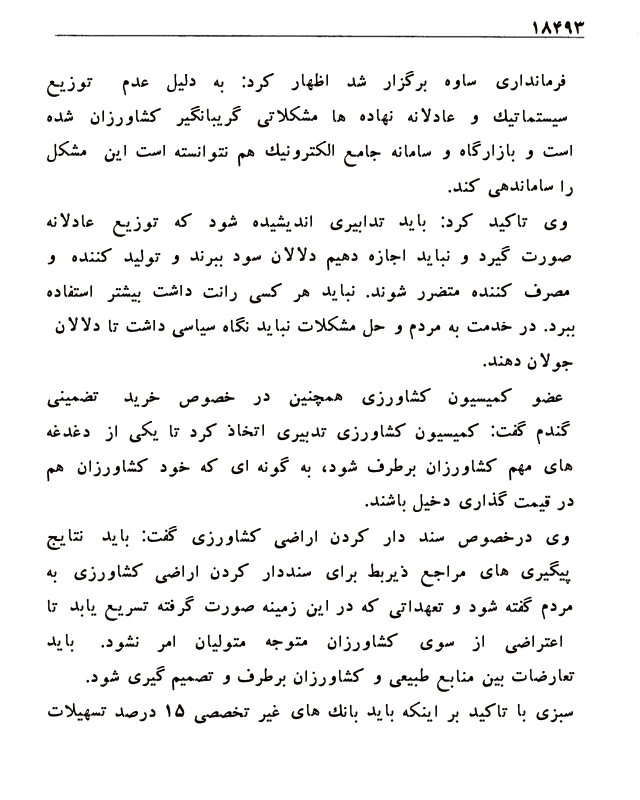 ۱۸۴۹۳
فرمانداری ساوه برگزار شد اظهار کرد: به دلیل عدم توزیع
سیستماتیك و عادلانه نهاده ها مشکلاتی گریبانگیر کشاورزان شده
است و بازارگاه و سامانه جامع الکترونیك هم نتوانسته است این مشکل
را ساماندهی کند.
وی تاکید کرد: باید تدابیری اندیشیده شود که توزیع عادلانه
صورت گیرد و نباید اجازه دهیم دلالان سود ببرند و تولید کننده و
مصرف کننده متضرر شوند. نباید هر کسی رانت داشت بیشتر استفاده
ببرد. در خدمت به مردم و حل مشکلات نباید نگاه سیاسی داشت تا دلالان
جولان دهند.
عضو کمیسیون کشاورزی همچنین در خصوص خرید تضمینی
گندم گفت: کمیسیون کشاورزی تدبیری اتخاذ کرد تا یکی از دغدغه
های مهم کشاورزان برطرف شود، به گونه ای که خود کشاورزان هم
در قیمت گذاری دخیل باشند.
وی درخصوص سند دار کردن اراضی کشاورزی گفت: باید نتایج
پیگیری های مراجع ذیربط برای سنددار کردن اراضی کشاورزی به
مردم گفته شود و تعهداتی که در این زمینه صورت گرفته تسریع یابد تا
اعتراضی از سوی کشاورزان متوجه متولیان امر نشود. باید
تعارضات بین منابع طبیعی و کشاورزان برطرف و تصمیم گیری شود.
سبزی با تاکید بر اینکه باید بانك های غیر تخصصی ۱۵ درصد تسهیلات